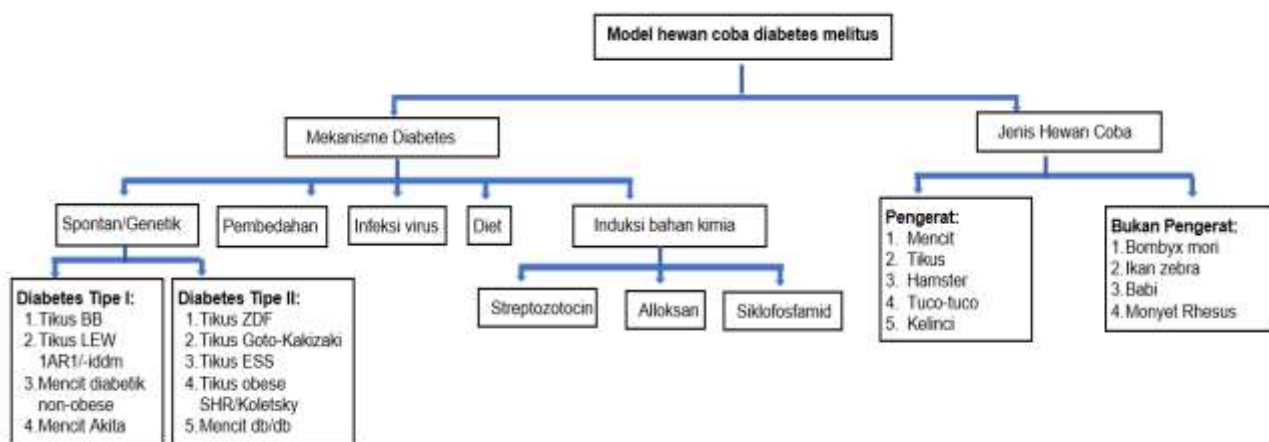 Model hewan coba diabetes melitus
Mekanisme Diabetes
Jenis Hewan Coba
Spontan/Genetik
Pembedahan
Infeksi virus
Diet
Induksi bahan kimia
Pengerat:
1. Mencit
2. Tikus
3. Hamster
4. Tuco-tuco
5. Kelinci
Bukan Pengerat:
1.Bombyx mori
2.Ikan zebra
3.Babi
4.Monyet Rhesus
Diabetes Tipe I:
1.Tikus BB
2.Tikus LEW
1AR1/-iddm
3.Mencit diabetik
non-obese
4.Mencit Akita
Diabetes Tipe II:
1.Tikus ZDF
2.Tikus Goto-Kakizaki
3.Tikus ESS
4.Tikus obese
SHR/Koletsky
5.Mencit db/db
Streptozotocin
Alloksan
Siklofosfamid